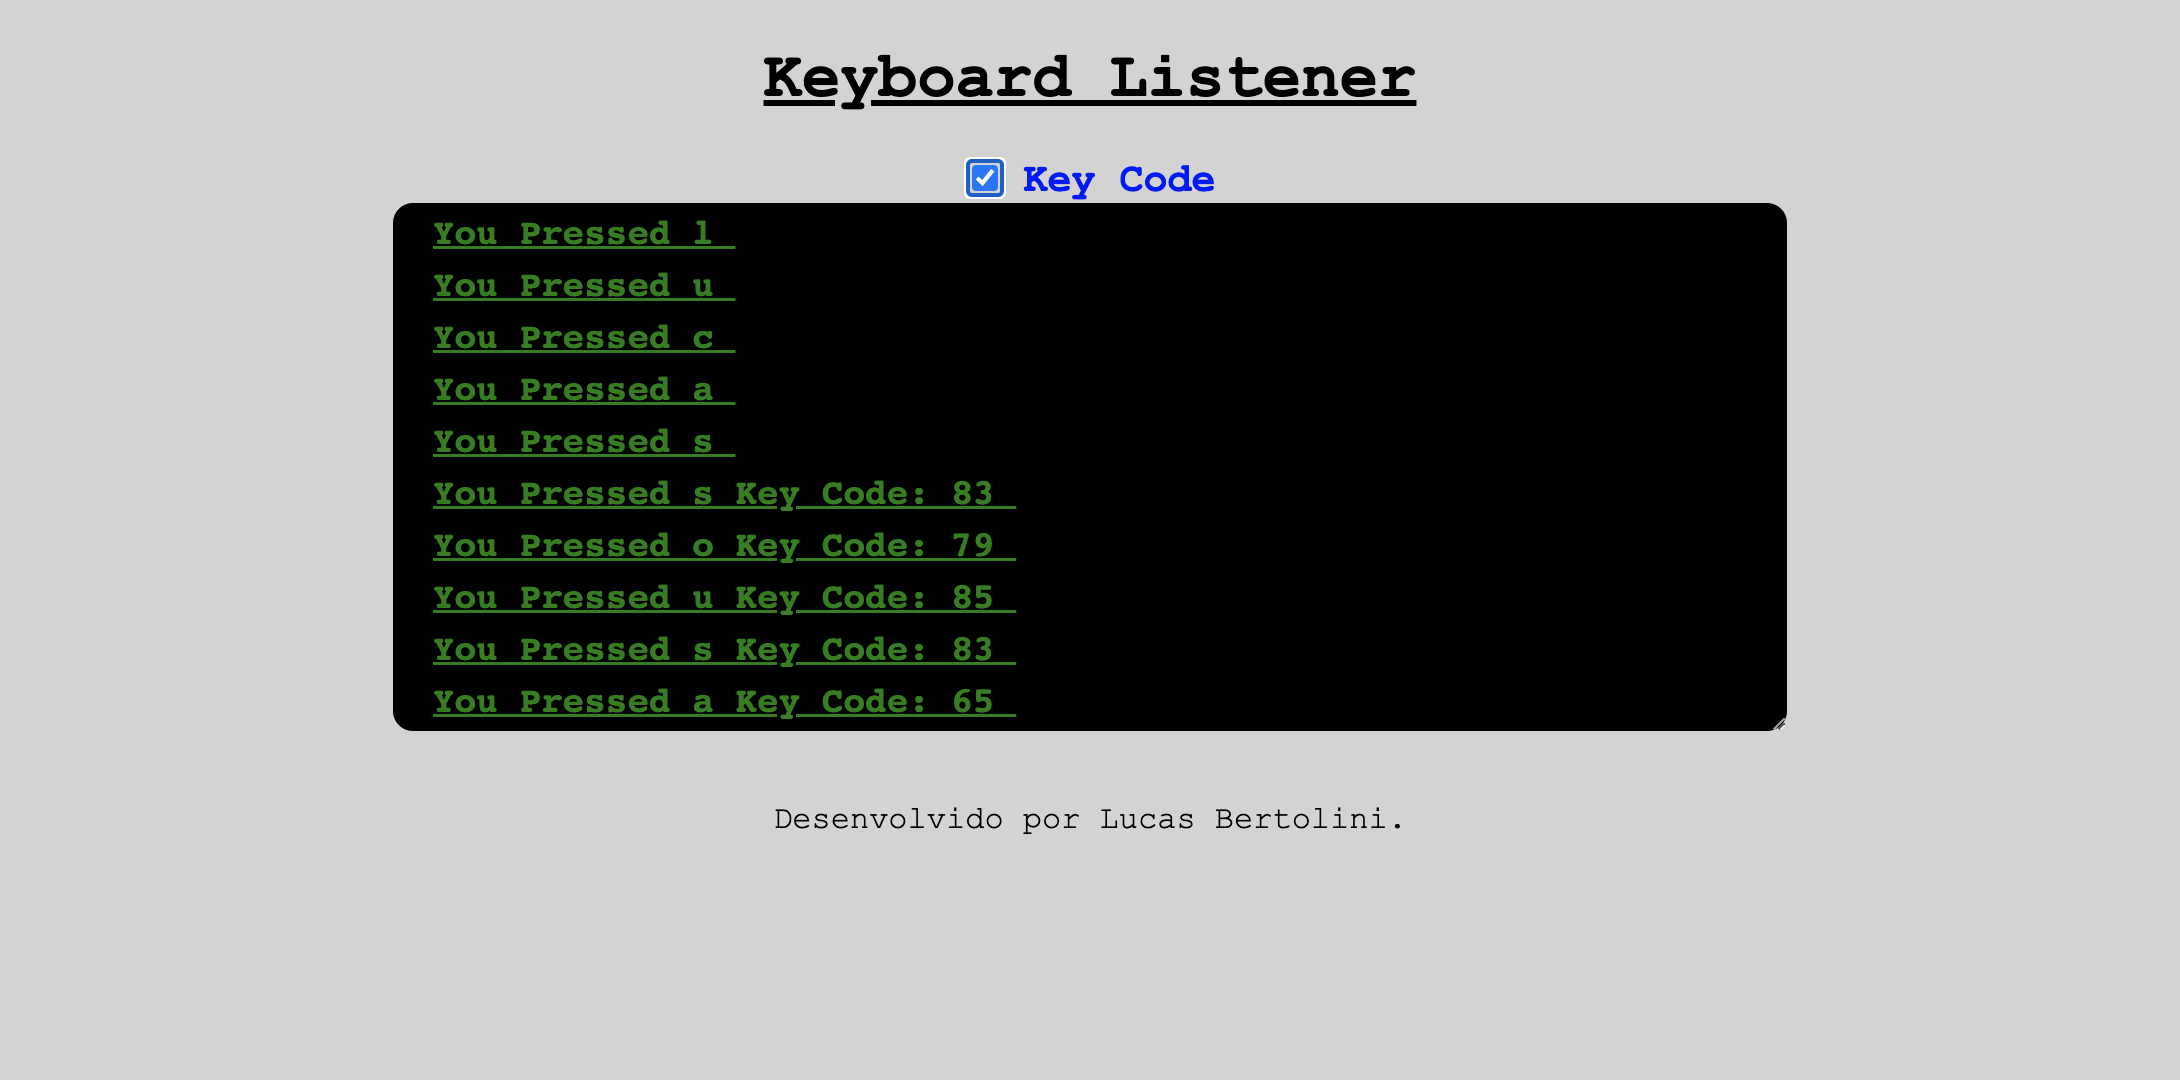 Keyboard Listener
Key Code
You Pressed l
You Pressed u
You Pressed c
You Pressed a
You Pressed s
You Pressed s Key Code: 83
You Pressed o Key Code: 79
You Pressed u Key Code: 85
You Pressed s Key Code: 83
You Pressed a Key Code: 65
Desenvolvido por Lucas Bertolini.